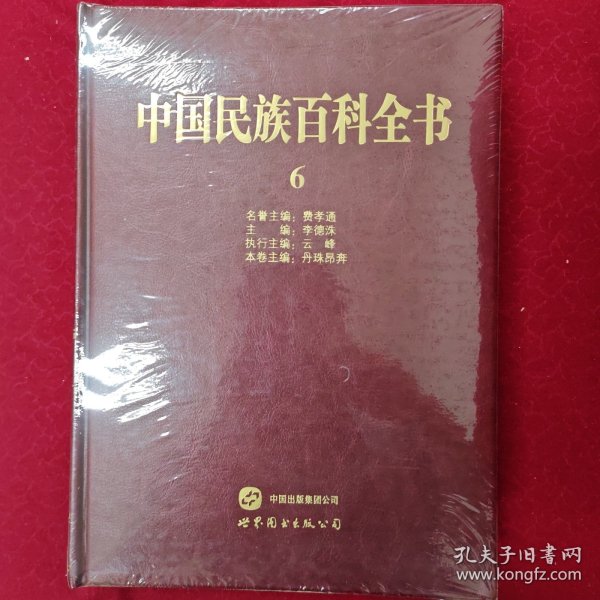 中国民族百科全书
6
名誉主编：费孝通
主　　编：李德洙
执行主编：云　峰
本卷主编：丹珠昂奔
中国出版集团公司
世界图书出版公司
孔夫子旧书网
www.kongfz.com